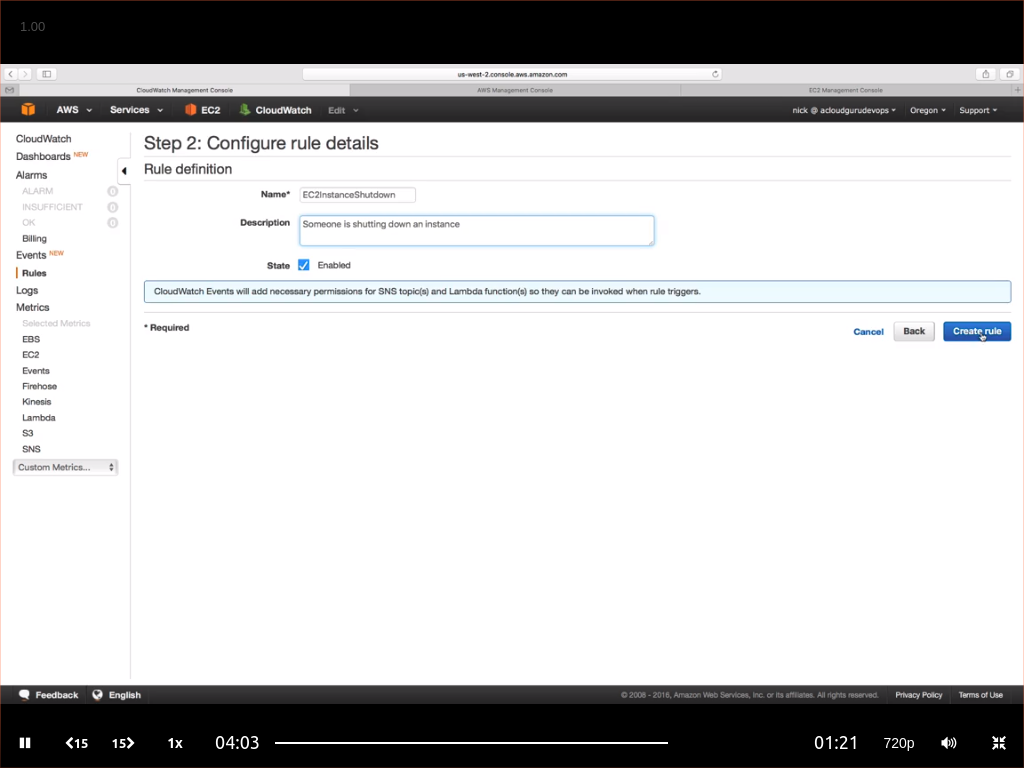 1.00
us-west-2.console.aws.amazon.com
CloudWatch Management Console AWS Management Console EC2 Management Console
AWS Services EC2 CloudWatch Edit nick @ acloudgurudevops Oregon Support
CloudWatch
Dashboards NEW
Alarms
ALARM 0
INSUFFICIENT 0
OK 0
Billing
Events NEW
Rules
Logs
Metrics
Selected Metrics
EBS
EC2
Events
Firehose
Kinesis
Lambda
S3
SNS
Custom Metrics...
Step 2: Configure rule details
Rule definition
Name* EC2InstanceShutdown
Description Someone is shutting down an instance
State Enabled
CloudWatch Events will add necessary permissions for SNS topic(s) and Lambda function(s) so they can be invoked when rule triggers.
* Required
Cancel Back Create rule
Feedback English © 2008 - 2016, Amazon Web Services, Inc. or its affiliates. All rights reserved. Privacy Policy Terms of Use
15 15 1x 04:03 01:21 720p